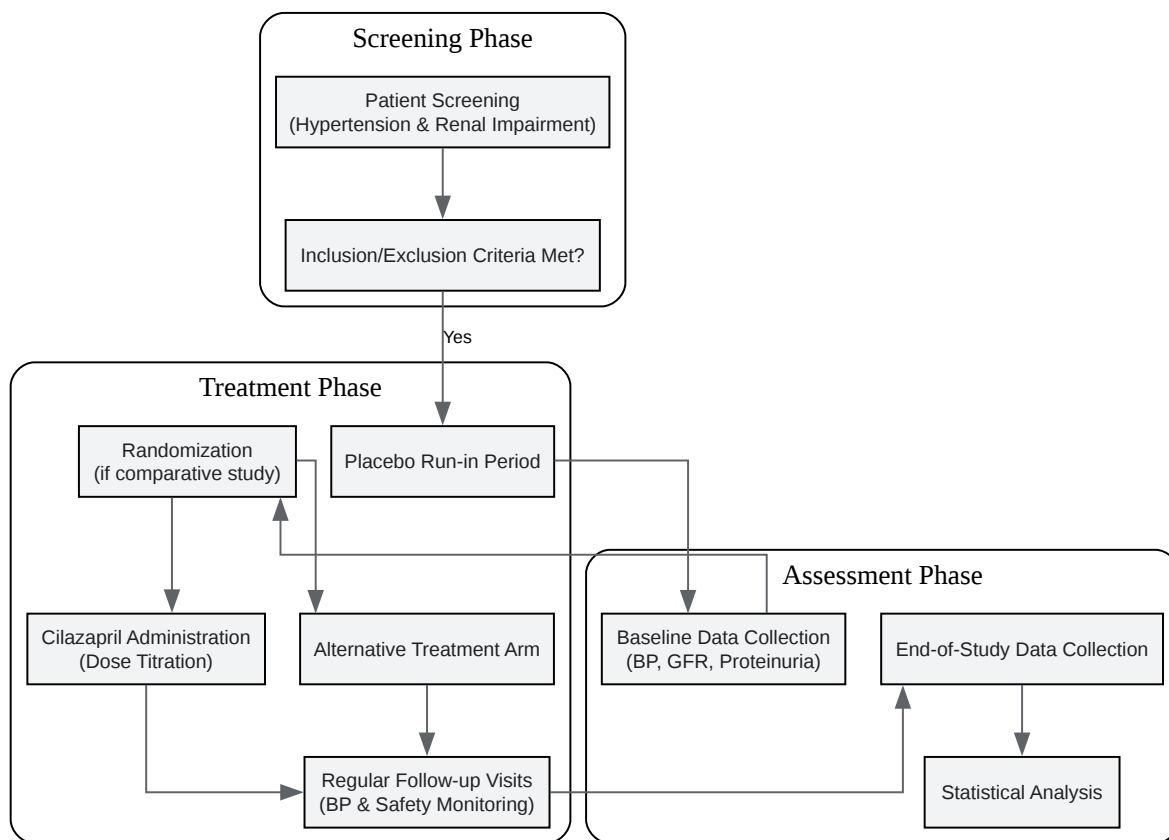 Screening Phase
Patient Screening
(Hypertension & Renal Impairment)
Inclusion/Exclusion Criteria Met?
Yes
Treatment Phase
Randomization
(if comparative study)
Placebo Run-in Period
Assessment Phase
Cilazapril Administration
(Dose Titration)
Alternative Treatment Arm
Baseline Data Collection
(BP, GFR, Proteinuria)
End-of-Study Data Collection
Regular Follow-up Visits
(BP & Safety Monitoring)
Statistical Analysis